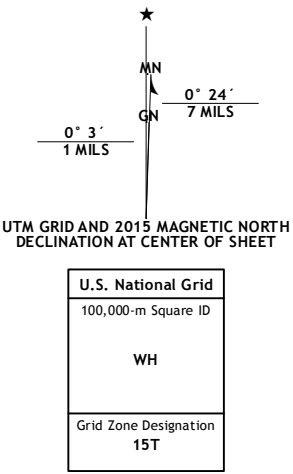 ★
MN
0° 24´
7 MILS
GN
0° 3´
1 MILS
UTM GRID AND 2015 MAGNETIC NORTH
DECLINATION AT CENTER OF SHEET
U.S. National Grid
100,000-m Square ID
WH
Grid Zone Designation
15T